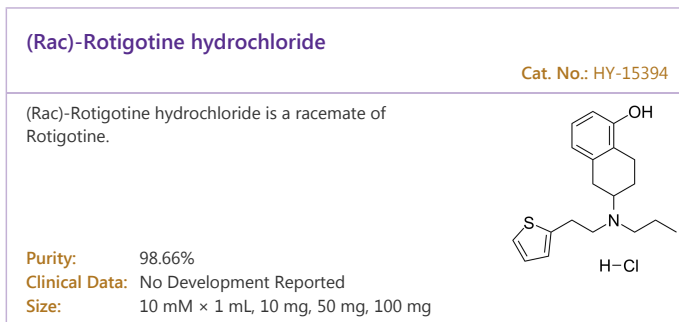 (Rac)-Rotigotine hydrochloride
Cat. No.: HY-15394
(Rac)-Rotigotine hydrochloride is a racemate of
Rotigotine.
OH
S
N
H–Cl
Purity: 98.66%
Clinical Data: No Development Reported
Size: 10 mM × 1 mL, 10 mg, 50 mg, 100 mg